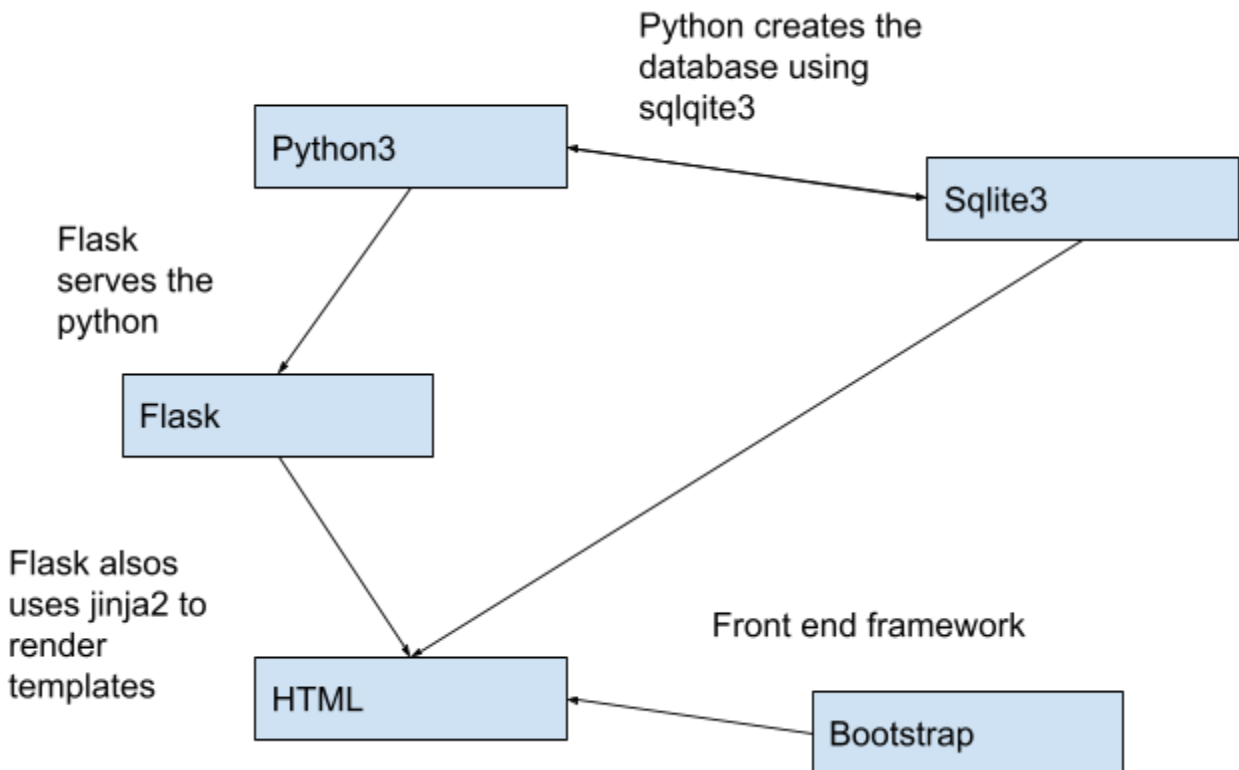 Python creates the
database using
sqlqite3
Python3
Sqlite3
Flask
serves the
python
Flask
Flask alsos
uses jinja2 to
render
templates
Front end framework
HTML
Bootstrap